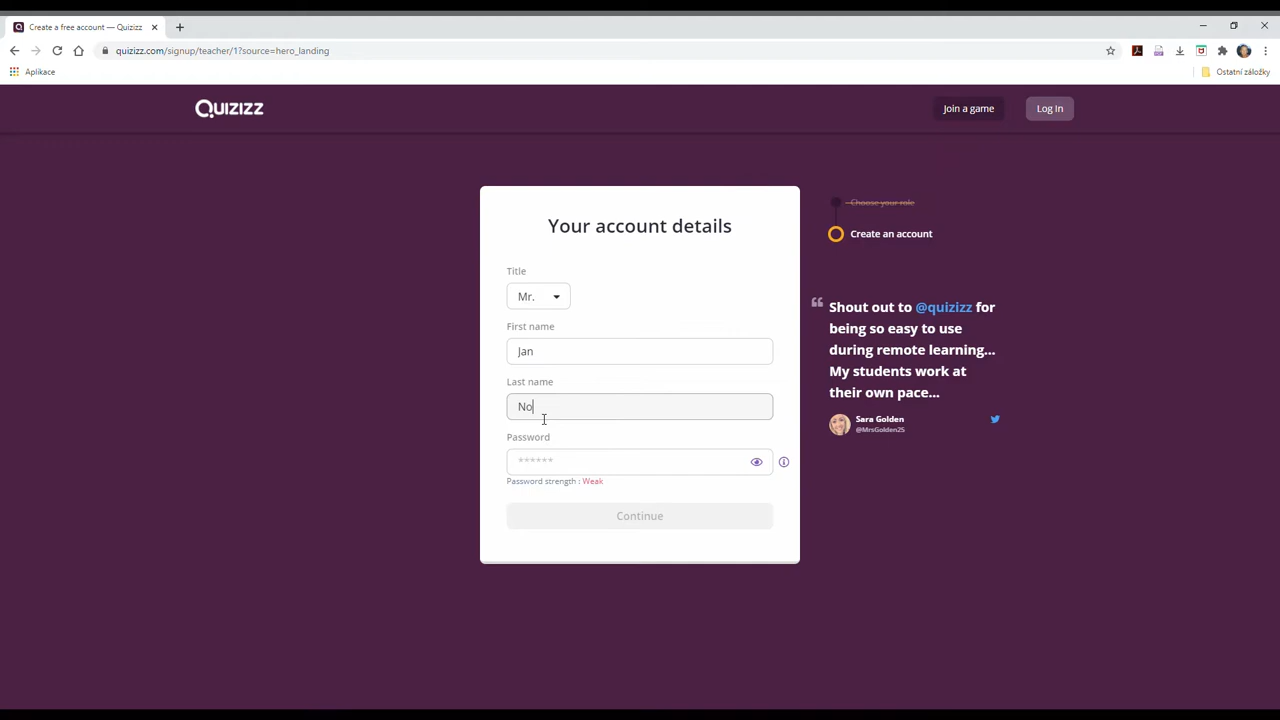 Create a free account — Quizizz
quizizz.com/signup/teacher/1?source=hero_landing
Aplikace
Ostatní záložky
Quizizz
Join a game
Log In
Your account details
Title
Mr.
First name
Jan
Last name
No
Password
******
Password strength : Weak
Continue
Choose your role
Create an account
❝ Shout out to @quizizz for
being so easy to use
during remote learning...
My students work at
their own pace...
Sara Golden
@MrsGolden25